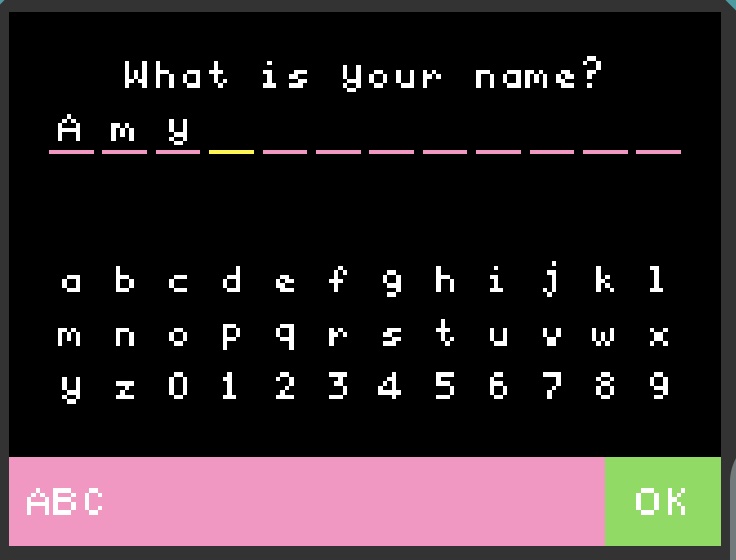 What is your name?
A m y
a b c d e f g h i j k l
m n o p q r s t u v w x
y z 0 1 2 3 4 5 6 7 8 9
ABC OK